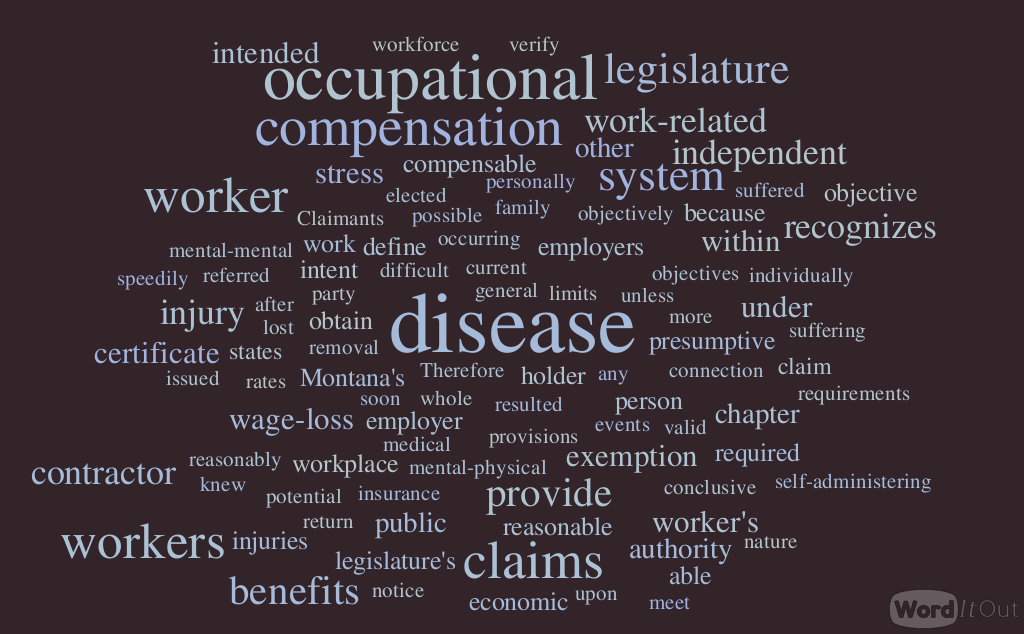 intended workforce verify
occupational legislature
compensation work-related
other independent
stress compensable personally system suffered objective
worker elected
Claimants possible family objectively because recognizes
mental-mental work define occurring employers within
speedily referred intent difficult current objectives individually
injury after party general limits unless under
lost obtain disease more suffering
certificate states removal presumptive
issued rates Montana's Therefore holder any connection claim
soon whole resulted person requirements
wage-loss employer events valid chapter
medical provisions
contractor reasonably workplace mental-physical exemption required
knew potential insurance provide conclusive self-administering
return public reasonable worker's
workers injuries legislature's claims authority nature
benefits notice economic upon able meet
WordItOut